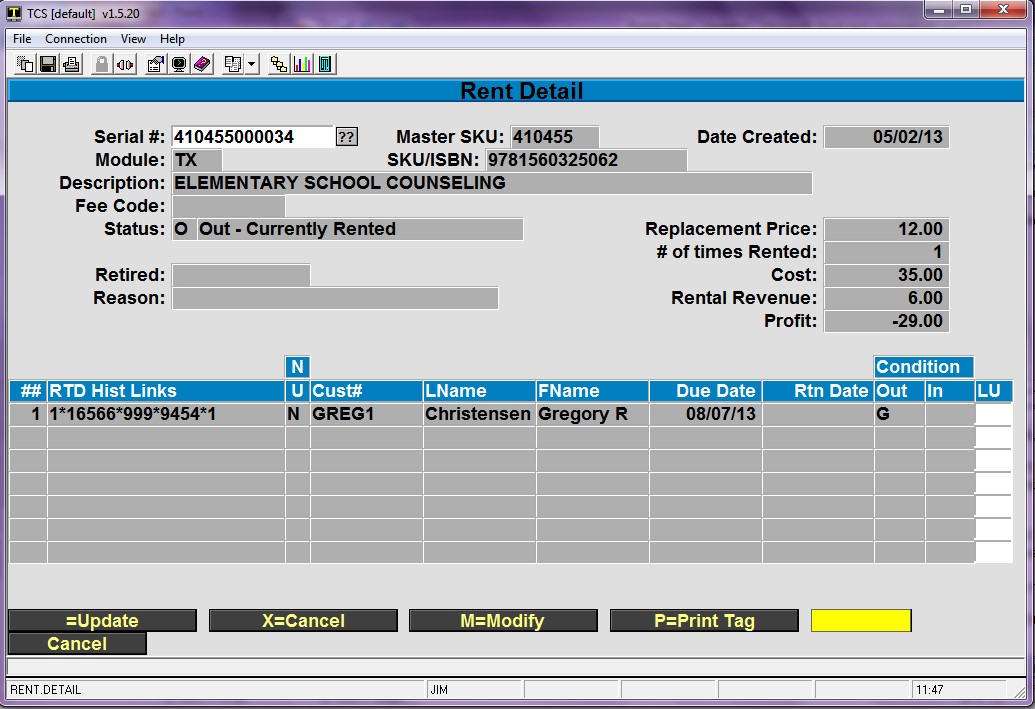 TCS [default] v1.5.20
File Connection View Help
Rent Detail
Serial #: 410455000034 ?? Master SKU: 410455 Date Created: 05/02/13
Module: TX SKU/ISBN: 9781560325062
Description: ELEMENTARY SCHOOL COUNSELING
Fee Code:
Status: O Out - Currently Rented Replacement Price: 12.00
# of times Rented: 1
Retired: Cost: 35.00
Reason: Rental Revenue: 6.00
Profit: -29.00
N Condition
## RTD Hist Links U Cust# LName FName Due Date Rtn Date Out In LU
1 1*16566*999*9454*1 N GREG1 Christensen Gregory R 08/07/13 G
=Update X=Cancel M=Modify P=Print Tag
Cancel
RENT.DETAIL JIM 11:47